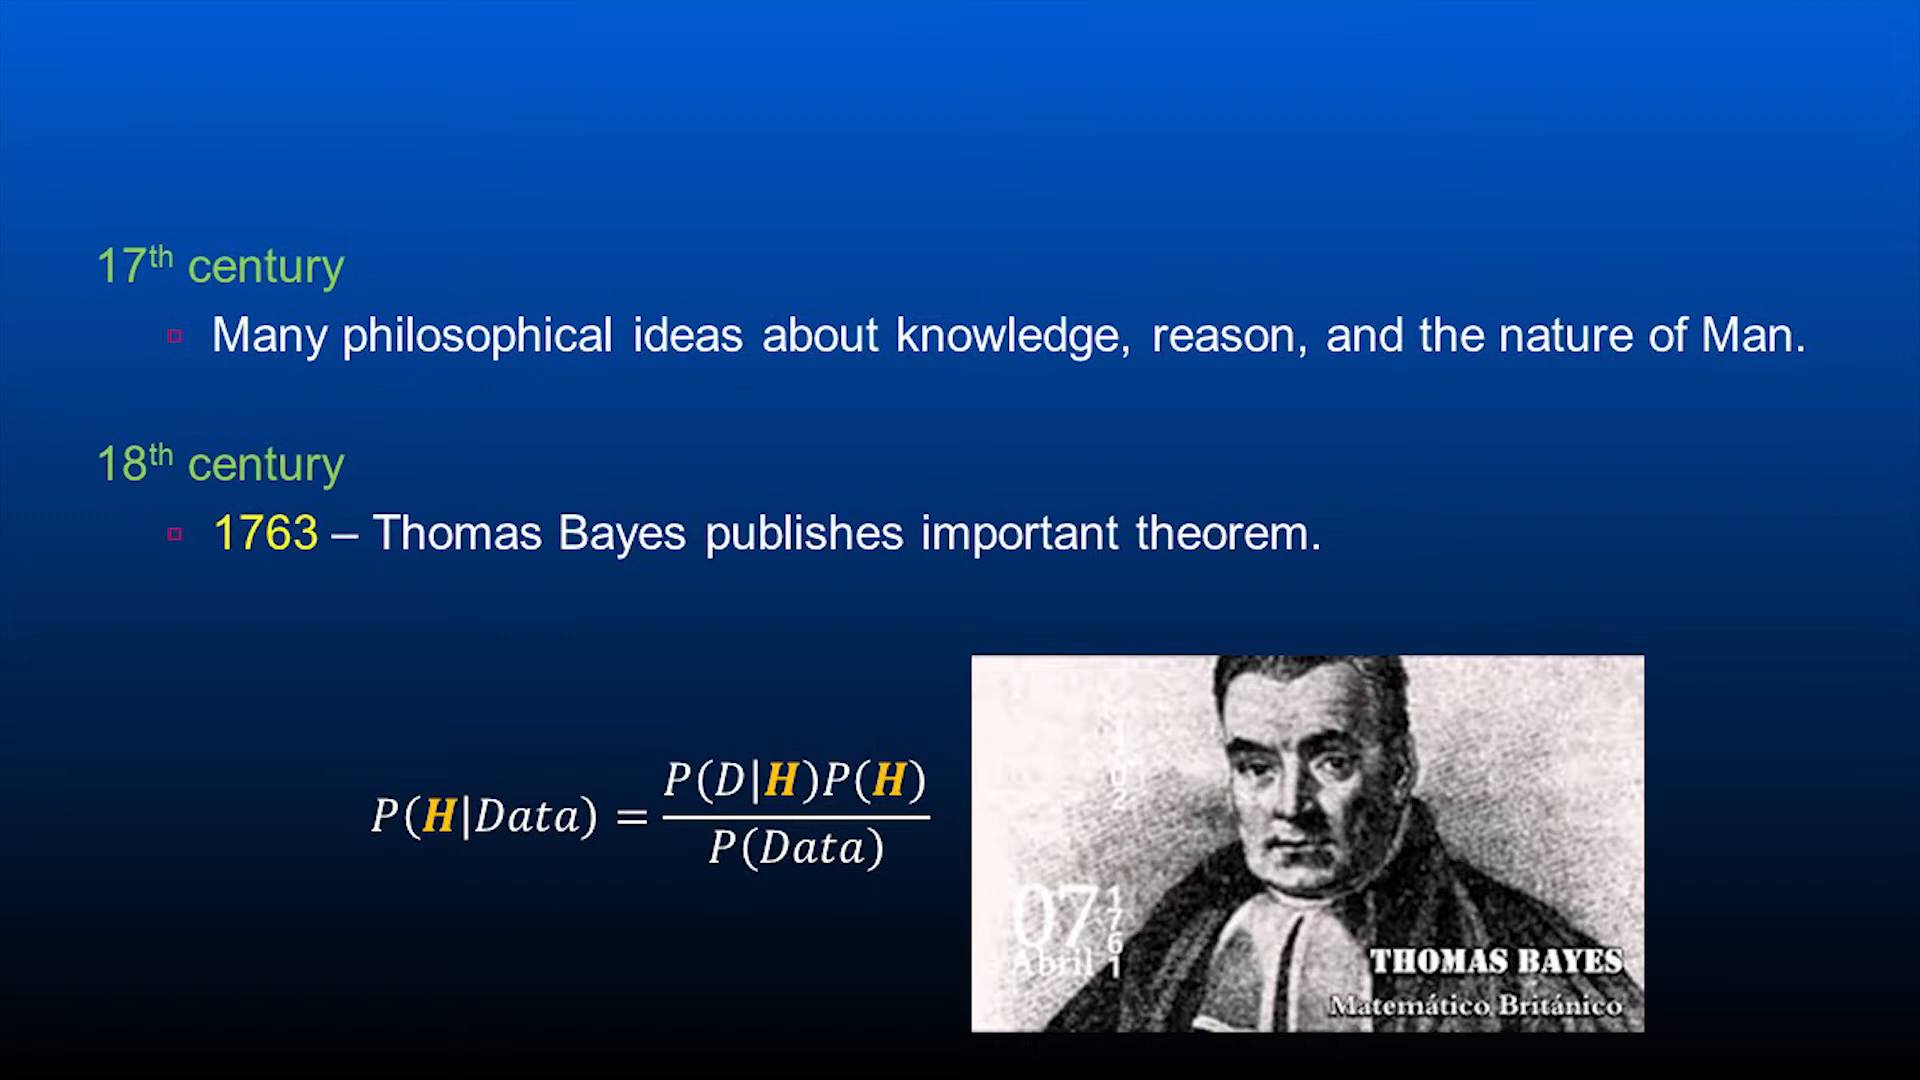 17th century
Many philosophical ideas about knowledge, reason, and the nature of Man.
18th century
1763 – Thomas Bayes publishes important theorem.
P(H|Data) = P(D|H)P(H) / P(Data)
07 1761
Abril
THOMAS BAYES
Matemático Británico